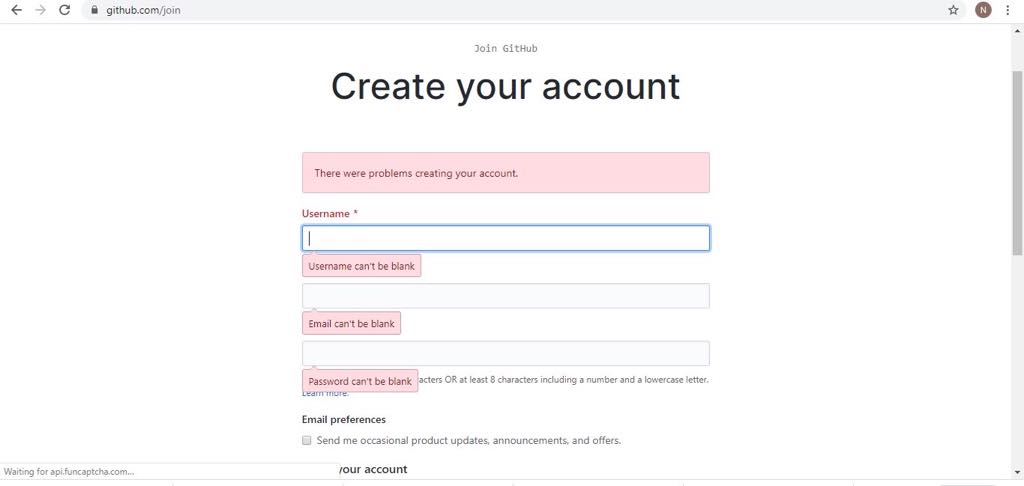 github.com/join
N
Join GitHub
Create your account
There were problems creating your account.
Username *
Username can't be blank
Email can't be blank
Password can't be blank
acters OR at least 8 characters including a number and a lowercase letter.
Learn more.
Email preferences
Send me occasional product updates, announcements, and offers.
your account
Waiting for api.funcaptcha.com...